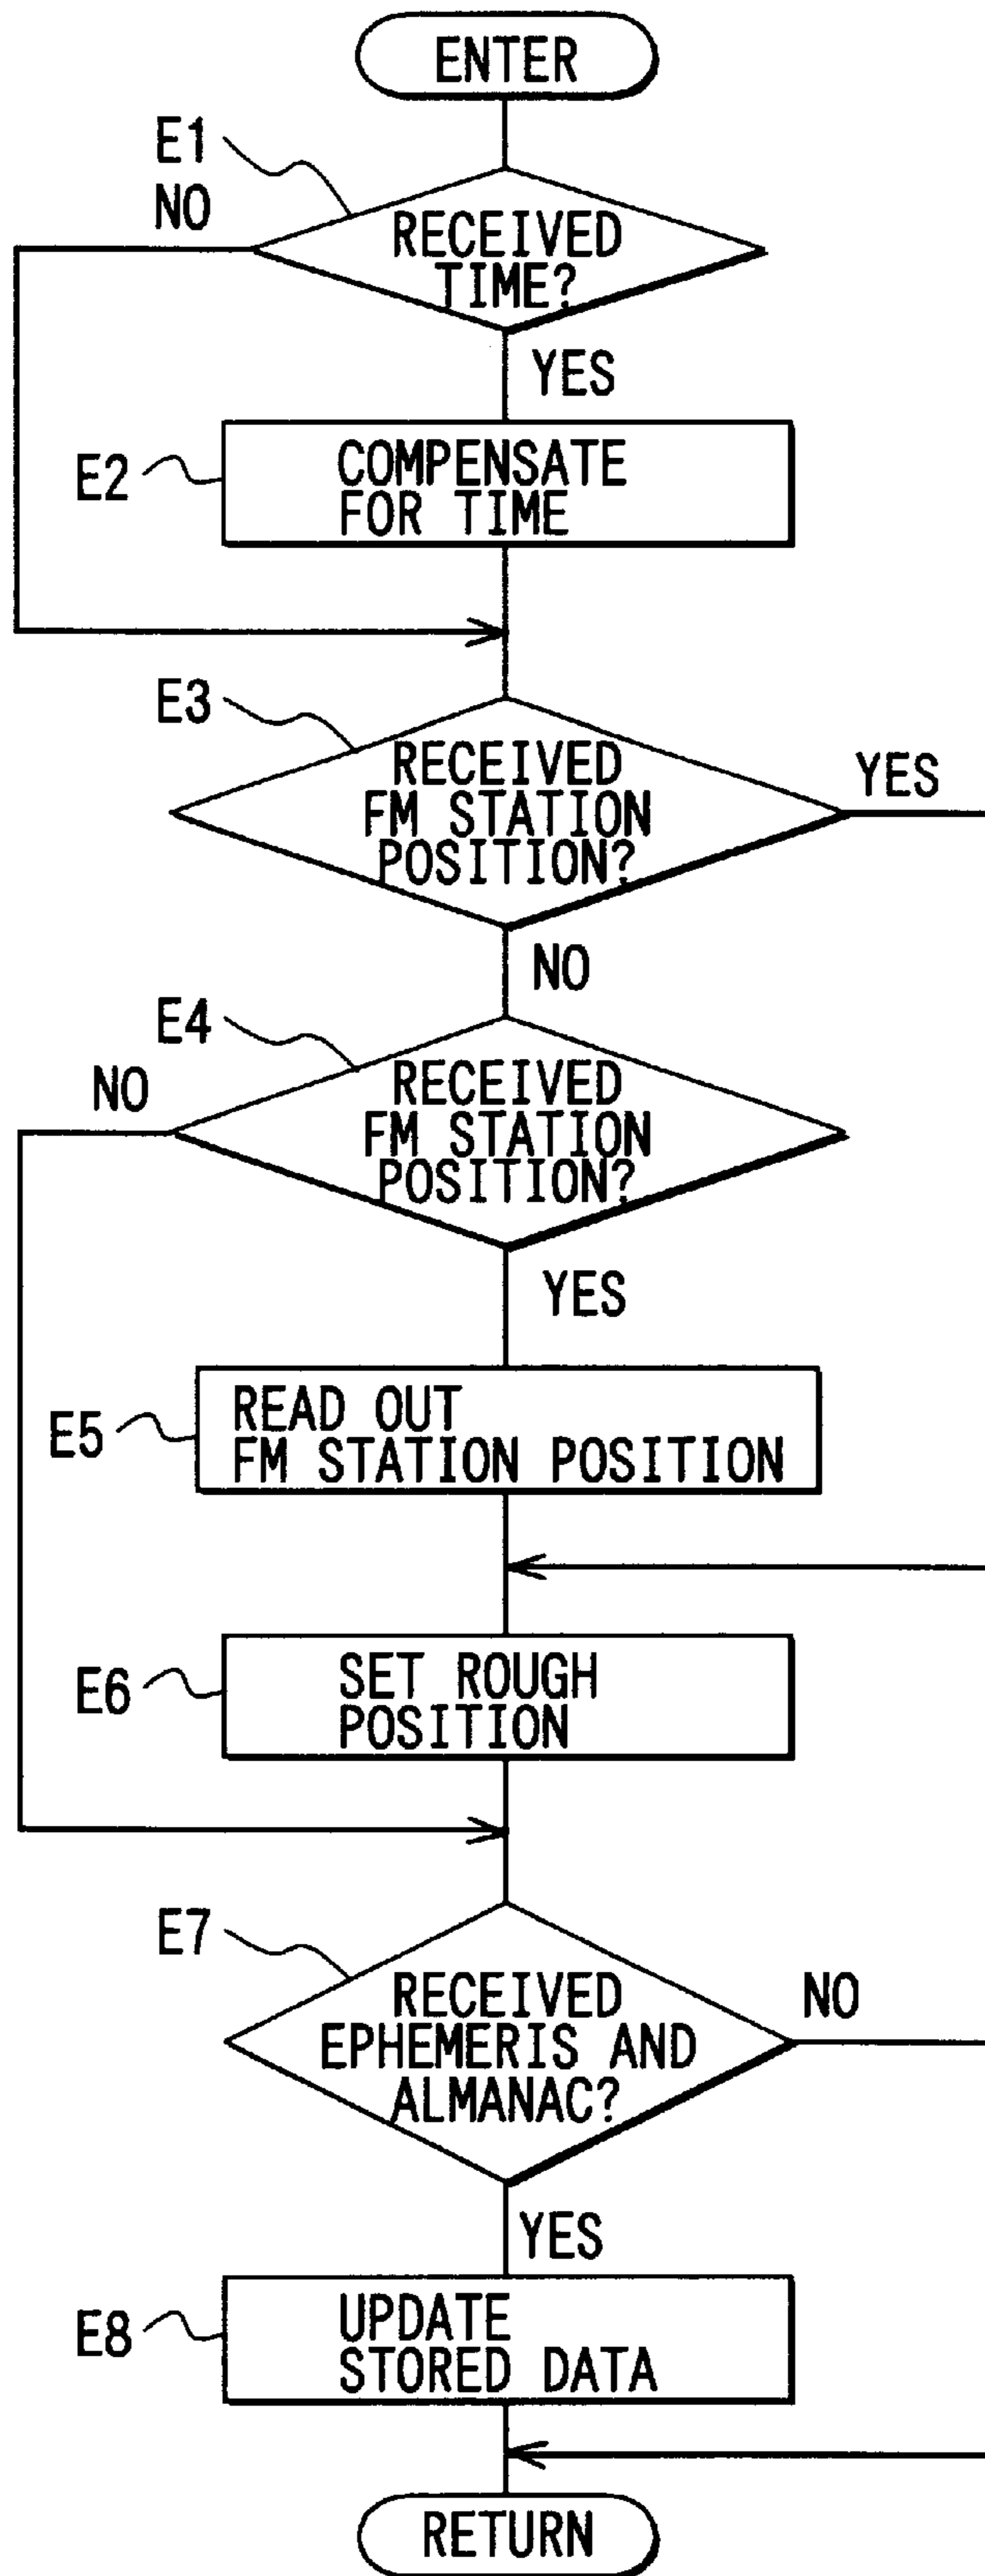 ENTER
E1
NO
RECEIVED
TIME?
YES
E2
COMPENSATE
FOR TIME
E3
RECEIVED
FM STATION
POSITION?
YES
NO
E4
NO
RECEIVED
FM STATION
POSITION?
YES
E5
READ OUT
FM STATION POSITION
E6
SET ROUGH
POSITION
E7
RECEIVED
EPHEMERIS AND
ALMANAC?
NO
YES
E8
UPDATE
STORED DATA
RETURN